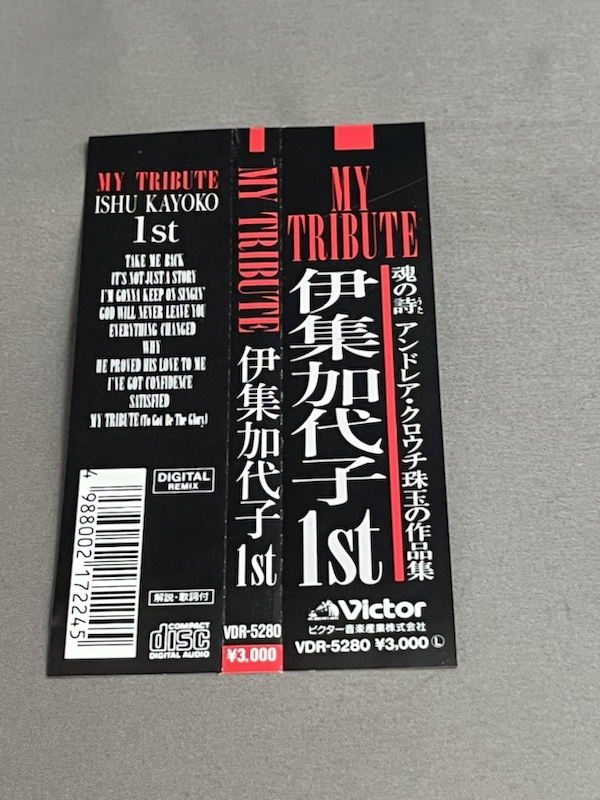 MY TRIBUTE
ISHU KAYOKO
1st
TAKE ME BACK
IT'S NOT JUST A STORY
I'M GONNA KEEP ON SINGIN'
GOD WILL NEVER LEAVE YOU
EVERYTHING CHANGED
WHY
HE PROVED HIS LOVE TO ME
I'VE GOT CONFIDENCE
SATISFIED
MY TRIBUTE (To God Be The Glory)
DIGITAL
REMIX
4 988002 172245
解説・歌詞付
COMPACT
disc
DIGITAL AUDIO
MY TRIBUTE
伊集加代子
1st
VDR-5280
¥3,000
MY
TRIBUTE
魂の詩
うた
アンドレア・クロウチ珠玉の作品集
伊集加代子
1st
Victor
ビクター音楽産業株式会社
VDR-5280 ¥3,000 Ⓛ